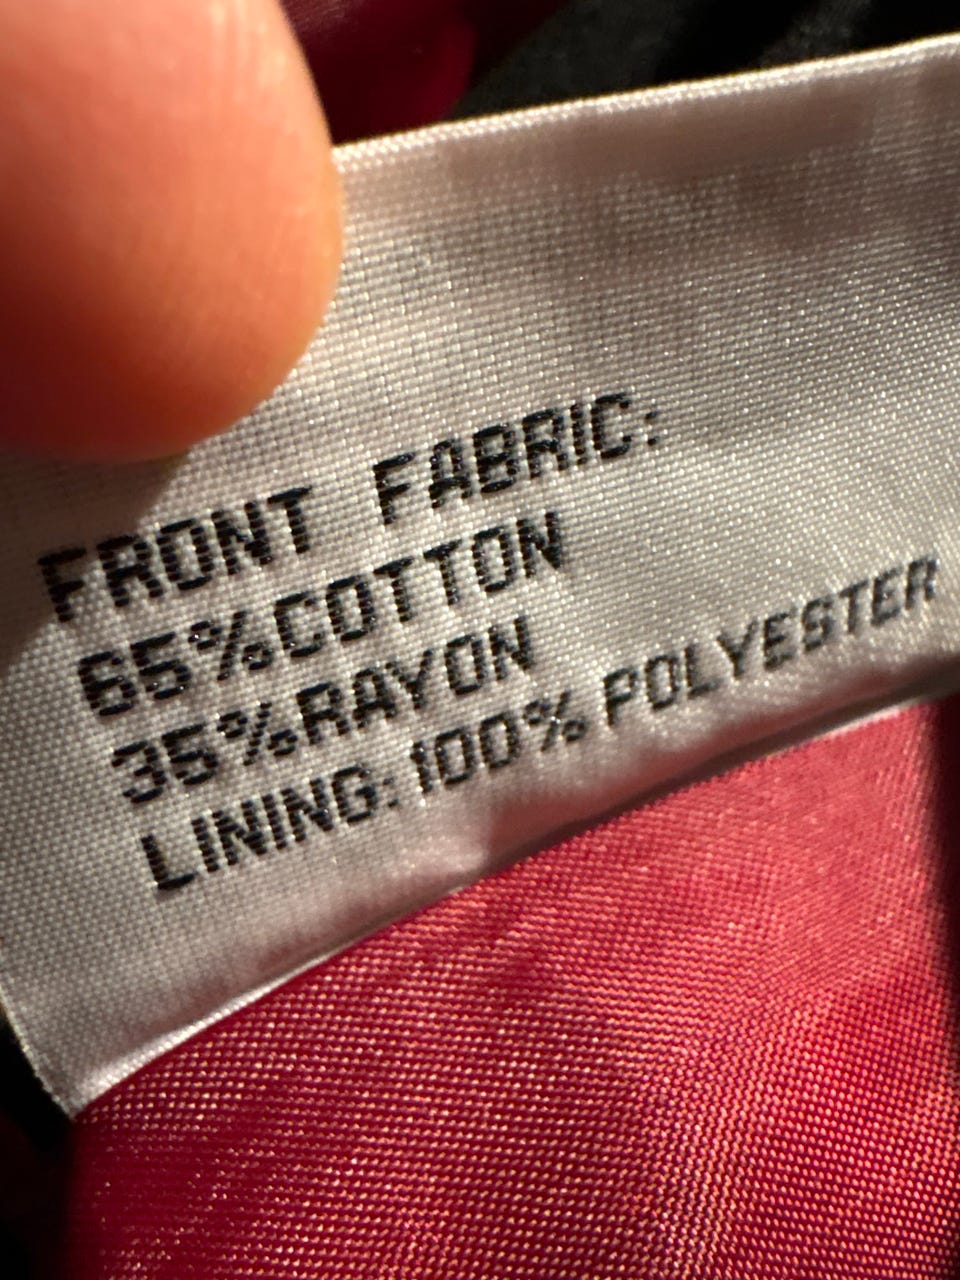 FRONT FABRIC:
65%COTTON
35%RAYON
LINING:100% POLYESTER